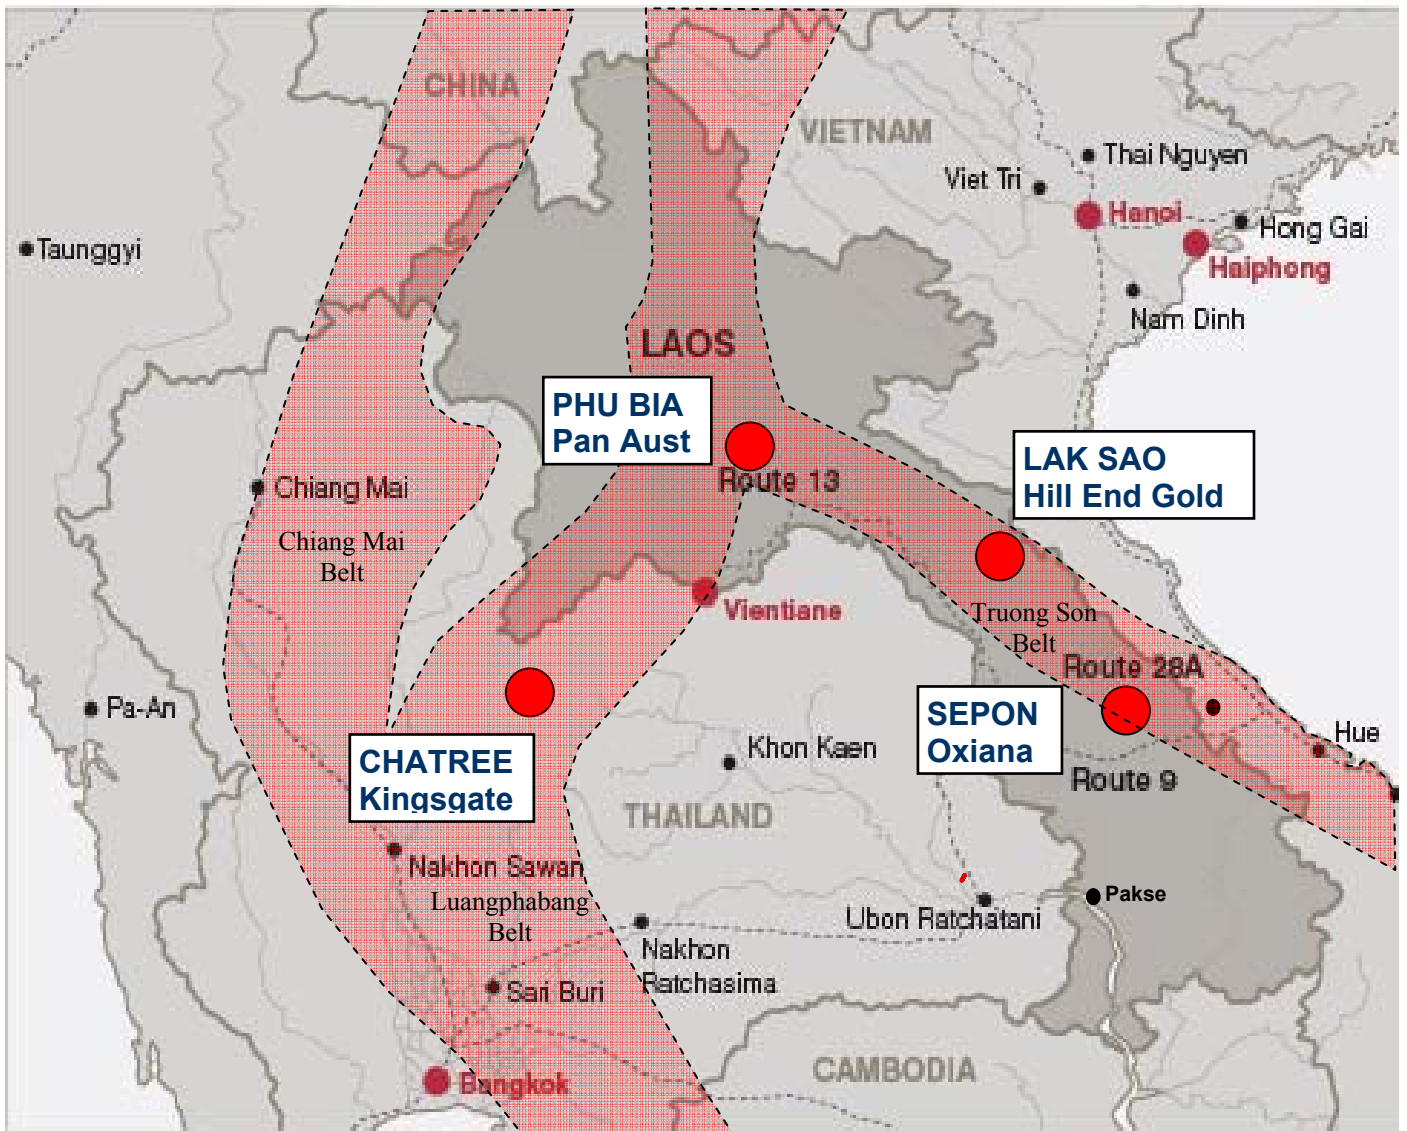 CHINA
VIETNAM
Thai Nguyen
Viet Tri
Hanoi
Hong Gai
Taunggyi
Haiphong
Nam Dinh
LAOS
PHU BIA
Pan Aust
LAK SAO
Hill End Gold
Route 13
Chiang Mai
Chiang Mai
Belt
Vientiane
Truong Son
Belt
Route 28A
Pa-An
SEPON
Oxiana
Hue
CHATREE
Kingsgate
Khon Kaen
Route 9
THAILAND
Nakhon Sawan
Luangphabang
Belt
Pakse
Ubon Ratchatani
Nakhon
Ratchasima
Sari Buri
CAMBODIA
Bangkok